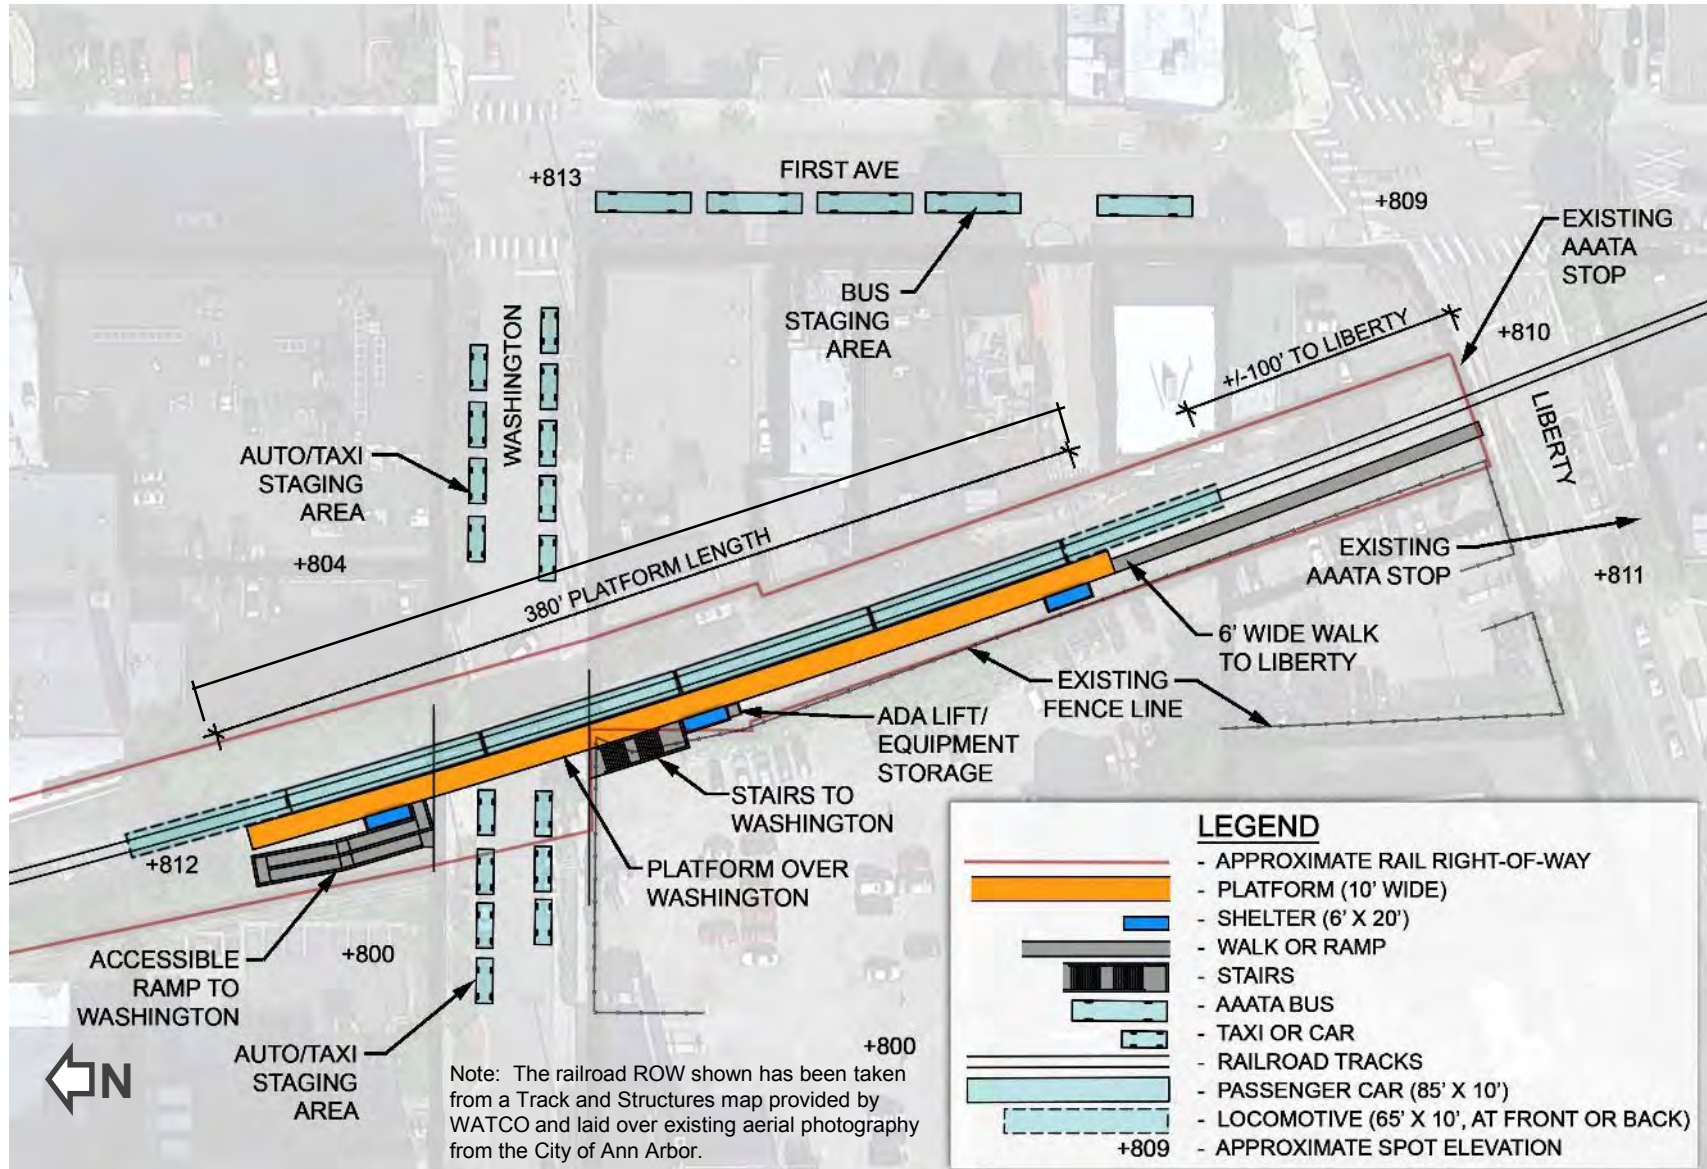 FIRST AVE
+813
+809
EXISTING
AAATA
STOP
BUS
STAGING
AREA
+810
+/-100' TO LIBERTY
WASHINGTON
LIBERTY
AUTO/TAXI
STAGING
AREA
+804
380' PLATFORM LENGTH
EXISTING
AAATA STOP
+811
6' WIDE WALK
TO LIBERTY
EXISTING
FENCE LINE
ADA LIFT/
EQUIPMENT
STORAGE
STAIRS TO
WASHINGTON
PLATFORM OVER
WASHINGTON
+812
ACCESSIBLE
RAMP TO
WASHINGTON
+800
AUTO/TAXI
STAGING
AREA
+800
N
Note: The railroad ROW shown has been taken
from a Track and Structures map provided by
WATCO and laid over existing aerial photography
from the City of Ann Arbor.
LEGEND
- APPROXIMATE RAIL RIGHT-OF-WAY
- PLATFORM (10' WIDE)
- SHELTER (6' X 20')
- WALK OR RAMP
- STAIRS
- AAATA BUS
- TAXI OR CAR
- RAILROAD TRACKS
- PASSENGER CAR (85' X 10')
- LOCOMOTIVE (65' X 10', AT FRONT OR BACK)
+809 - APPROXIMATE SPOT ELEVATION